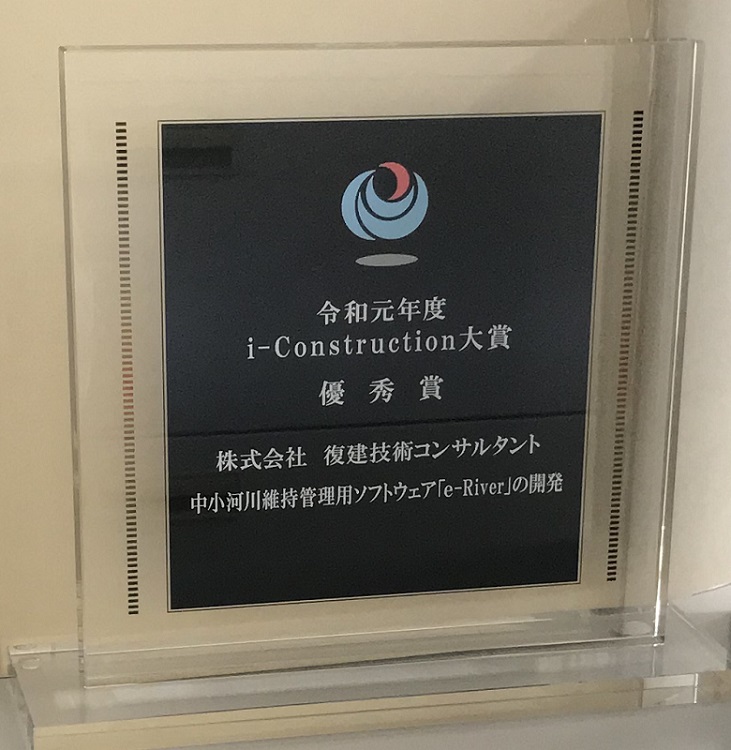 令和元年度
i-Construction大賞
優秀賞
株式会社 復建技術コンサルタント
中小河川維持管理用ソフトウェア｢e-River｣の開発